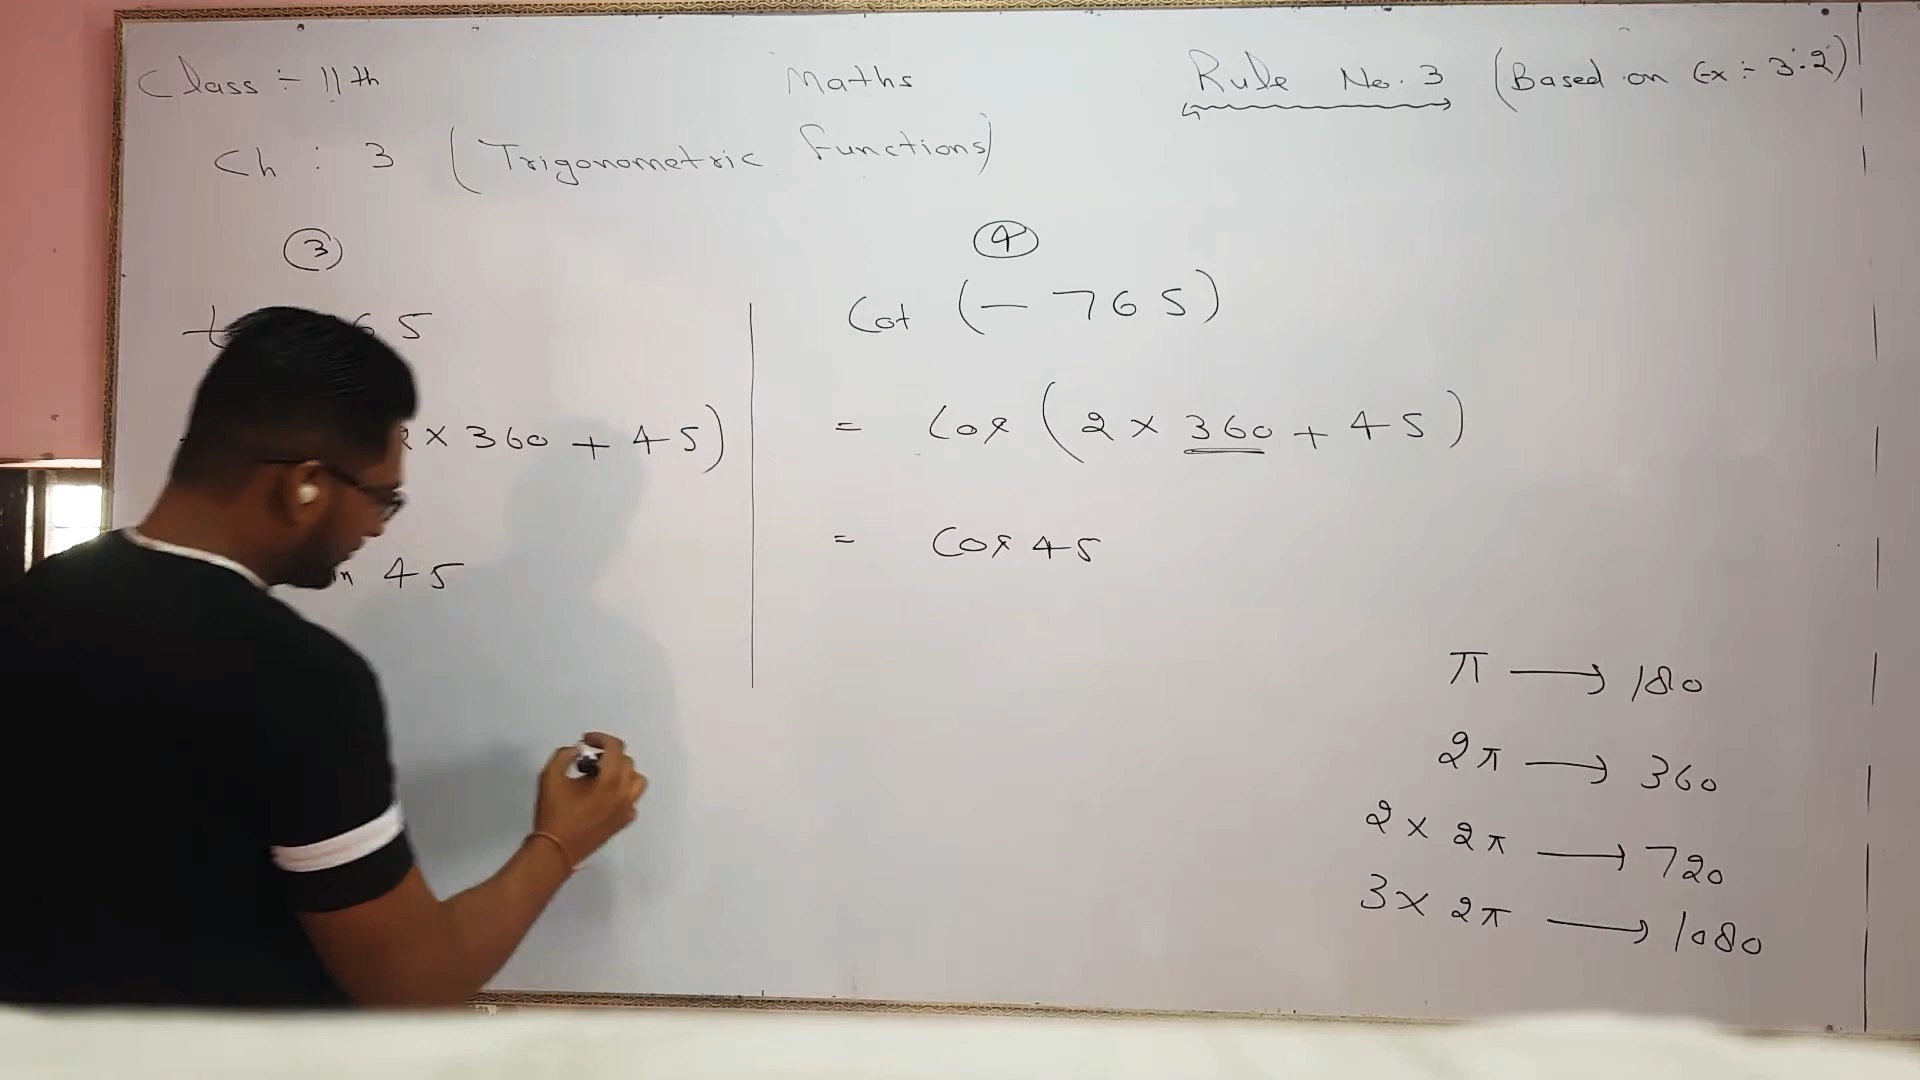 Class :- 11th Maths Rule No. 3 (Based on Ex :- 3.2)
Ch : 3 (Trigonometric Functions)
③
65
2 × 360 + 45)
n 45
④
Cot (- 765)
= Cos (2 × 360 + 45)
= Cos 45
π → 180
2π → 360
2 × 2π → 720
3 × 2π → 1080